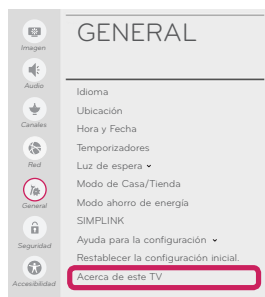 Imagen
Audio
Canales
Red
General
Seguridad
Accesibilidad
GENERAL
Idioma
Ubicación
Hora y Fecha
Temporizadores
Luz de espera
Modo de Casa/Tienda
Modo ahorro de energía
SIMPLINK
Ayuda para la configuración
Restablecer la configuración inicial.
Acerca de este TV